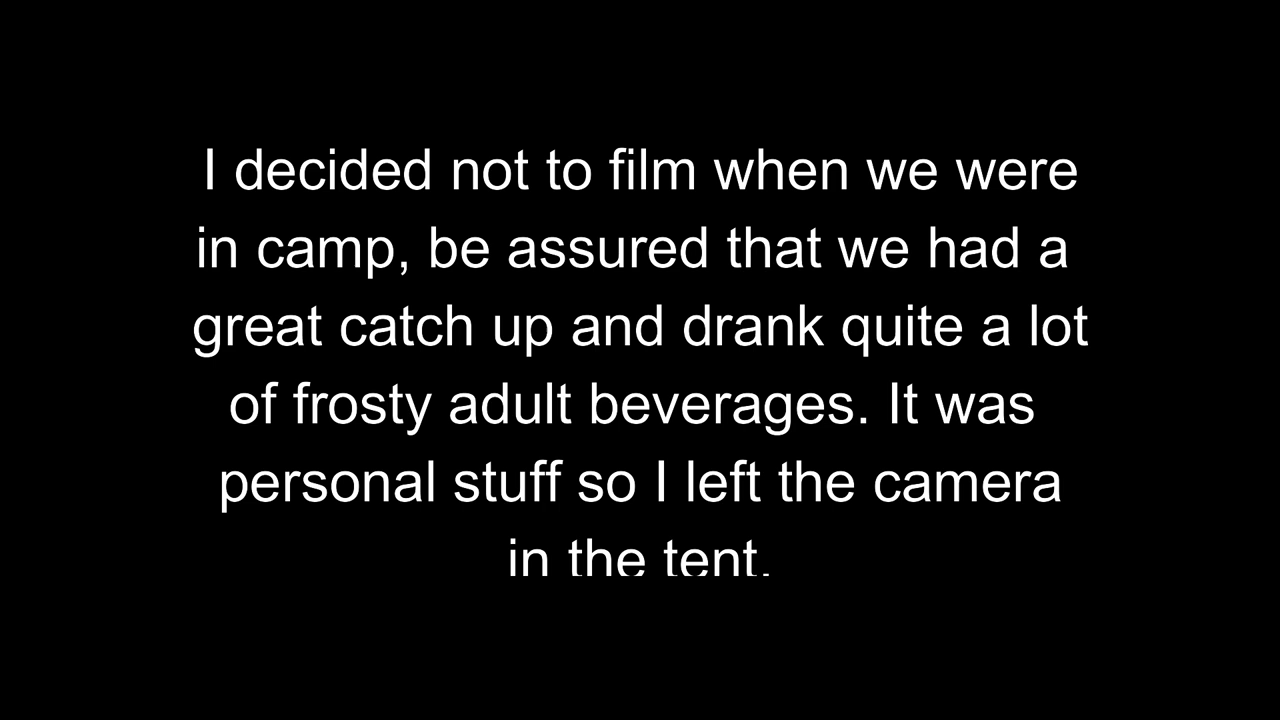 I decided not to film when we were
in camp, be assured that we had a
great catch up and drank quite a lot
of frosty adult beverages. It was
personal stuff so I left the camera
in the tent.